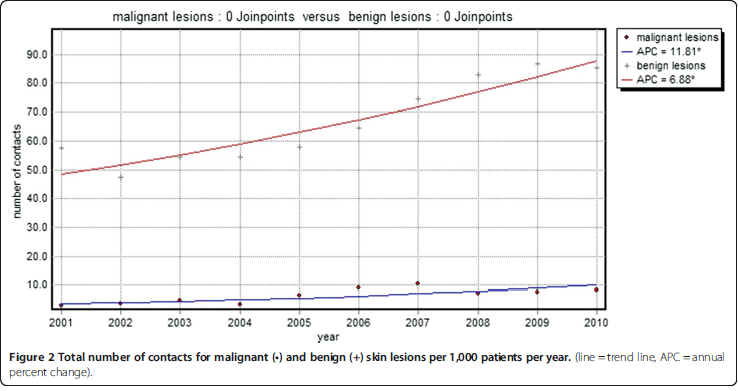 malignant lesions : 0 Joinpoints versus benign lesions : 0 Joinpoints
malignant lesions
APC = 11.81*
benign lesions
APC = 6.88*
number of contacts
90.0
80.0
70.0
60.0
50.0
40.0
30.0
20.0
10.0
2001 2002 2003 2004 2005 2006 2007 2008 2009 2010
year
Figure 2 Total number of contacts for malignant (•) and benign (+) skin lesions per 1,000 patients per year. (line = trend line, APC = annual
percent change).